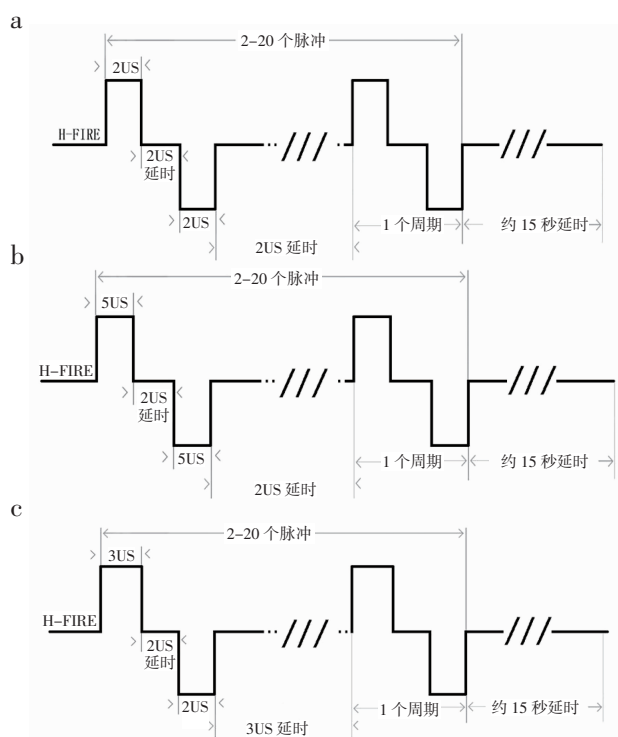 a
2-20 个脉冲
2US
H-FIRE
2US
延时
2US
1 个周期
约 15 秒延时
2US 延时
b
2-20 个脉冲
5US
H-FIRE
2US
延时
5US
1 个周期
约 15 秒延时
2US 延时
c
2-20 个脉冲
3US
H-FIRE
2US
延时
2US
1 个周期
约 15 秒延时
3US 延时